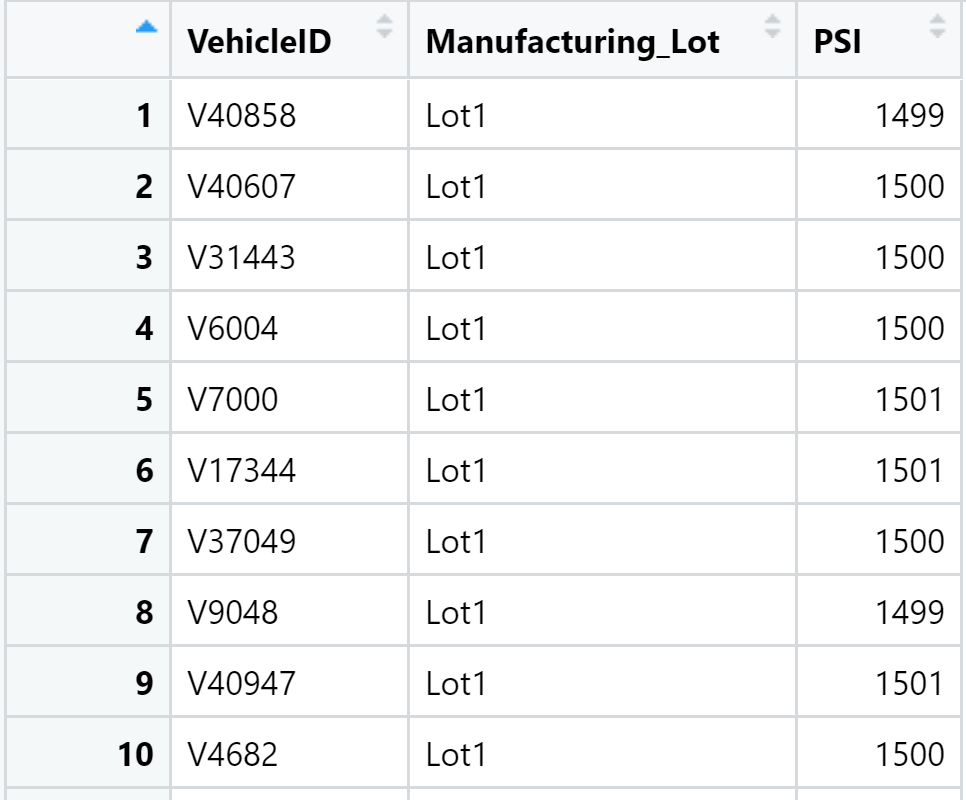 VehicleID Manufacturing_Lot PSI
1 V40858 Lot1 1499
2 V40607 Lot1 1500
3 V31443 Lot1 1500
4 V6004 Lot1 1500
5 V7000 Lot1 1501
6 V17344 Lot1 1501
7 V37049 Lot1 1500
8 V9048 Lot1 1499
9 V40947 Lot1 1501
10 V4682 Lot1 1500